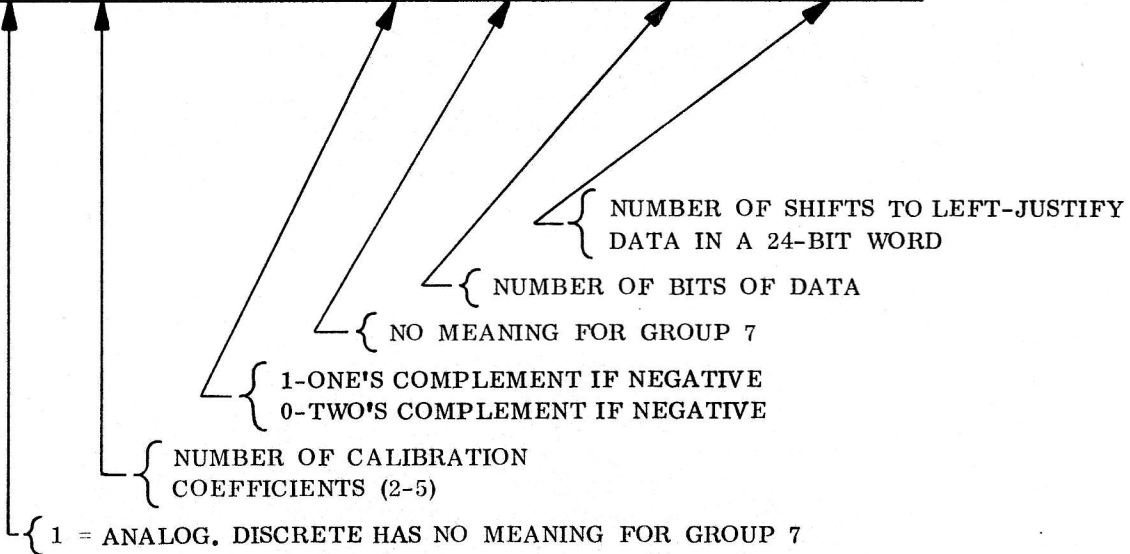 NUMBER OF SHIFTS TO LEFT-JUSTIFY
DATA IN A 24-BIT WORD
NUMBER OF BITS OF DATA
NO MEANING FOR GROUP 7
1-ONE'S COMPLEMENT IF NEGATIVE
0-TWO'S COMPLEMENT IF NEGATIVE
NUMBER OF CALIBRATION
COEFFICIENTS (2-5)
1 = ANALOG. DISCRETE HAS NO MEANING FOR GROUP 7